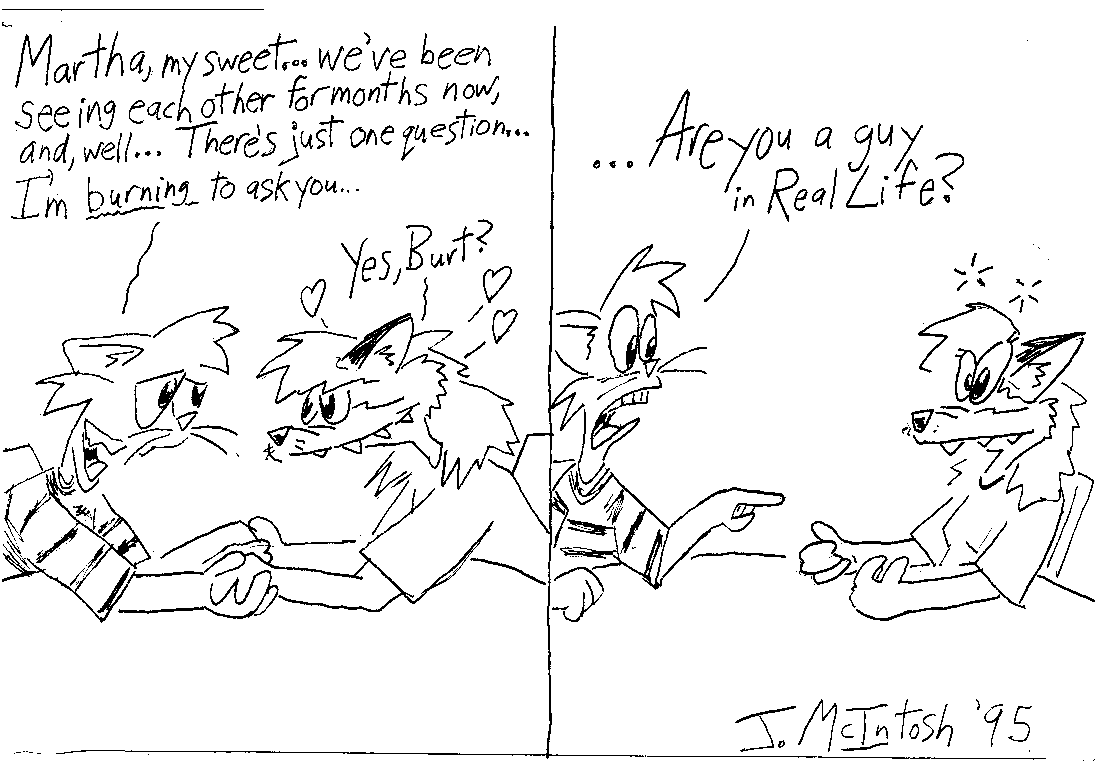 Martha, my sweet... we've been
seeing each other for months now,
and, well... There's just one question...
I'm burning to ask you...
Yes, Burt?
... Are you a guy
in Real Life?
J. McIntosh '95